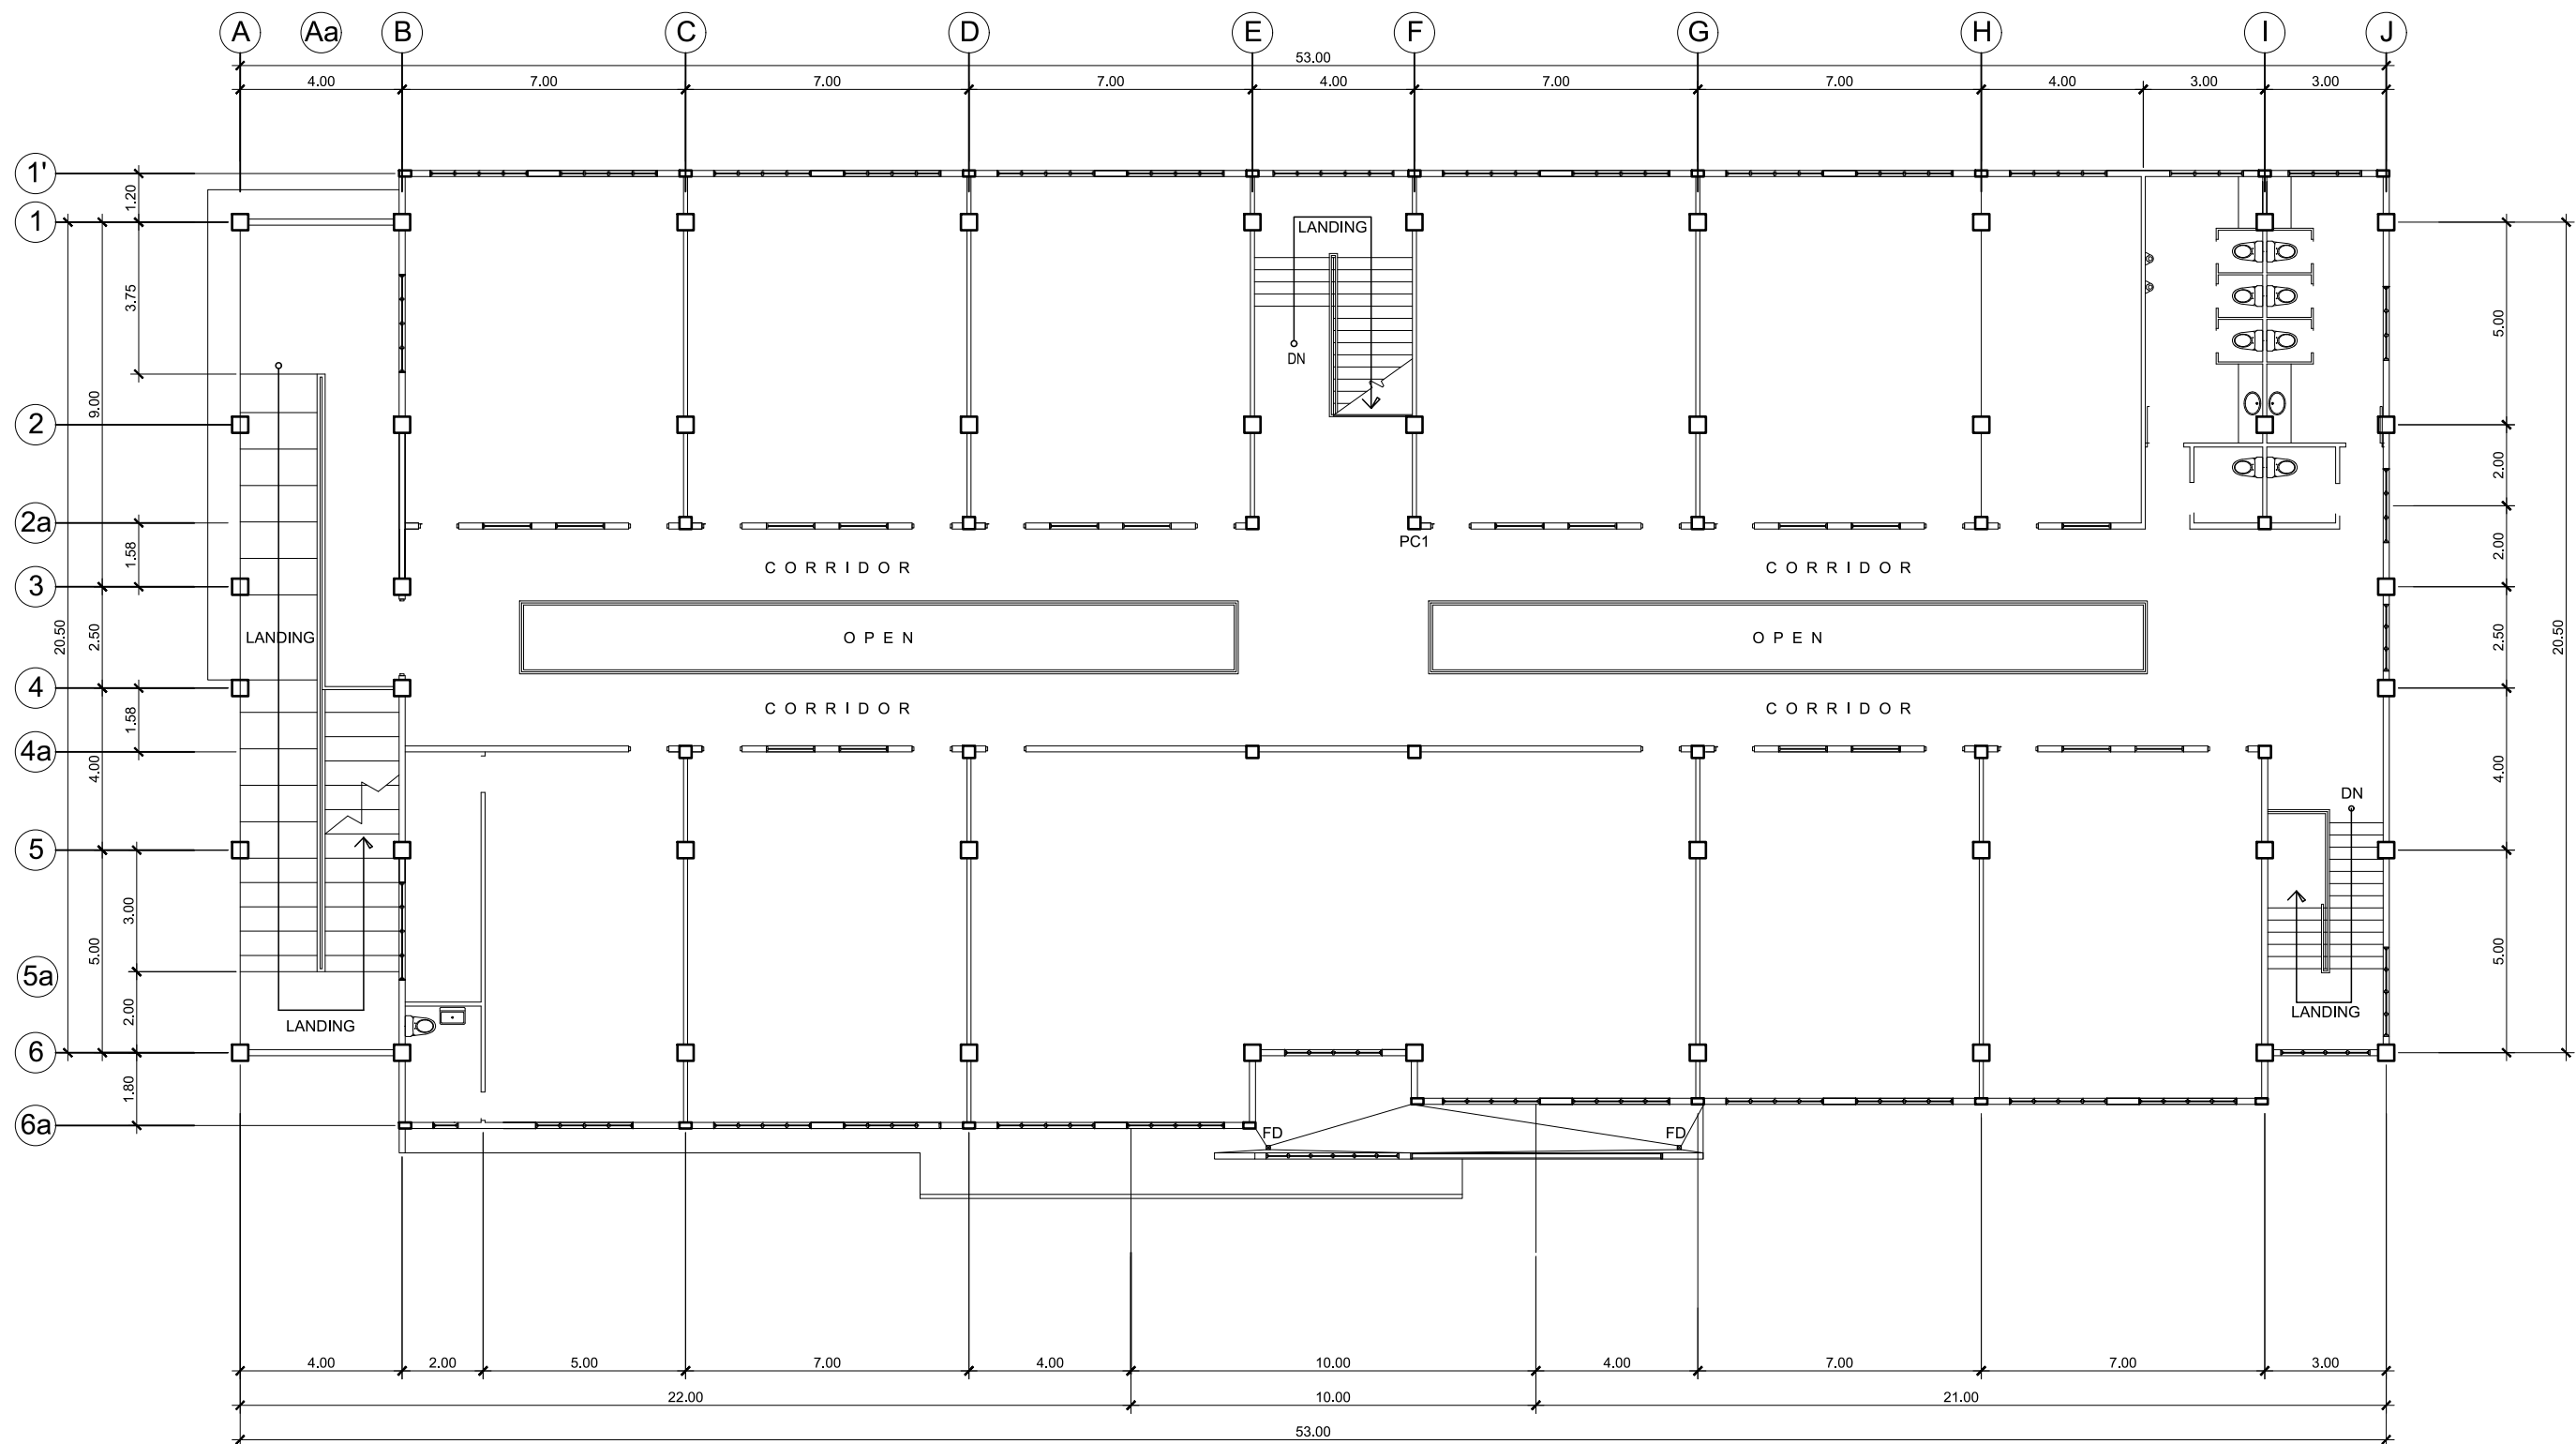 A Aa B C D E F G H I J
53.00
4.00 7.00 7.00 7.00 4.00 7.00 7.00 4.00 3.00 3.00
1'
1.20
1
LANDING
3.75
5.00
DN
9.00
2
2.00
2a
PC1
1.58
2.00
CORRIDOR CORRIDOR
3
20.50
2.50
LANDING
OPEN OPEN
2.50
20.50
4
1.58
CORRIDOR CORRIDOR
4a
4.00
4.00
DN
5
3.00
5.00
5.00
5a
2.00
LANDING
LANDING
6
1.80
6a
FD FD
4.00 2.00 5.00 7.00 4.00 10.00 4.00 7.00 7.00 3.00
22.00 10.00 21.00
53.00